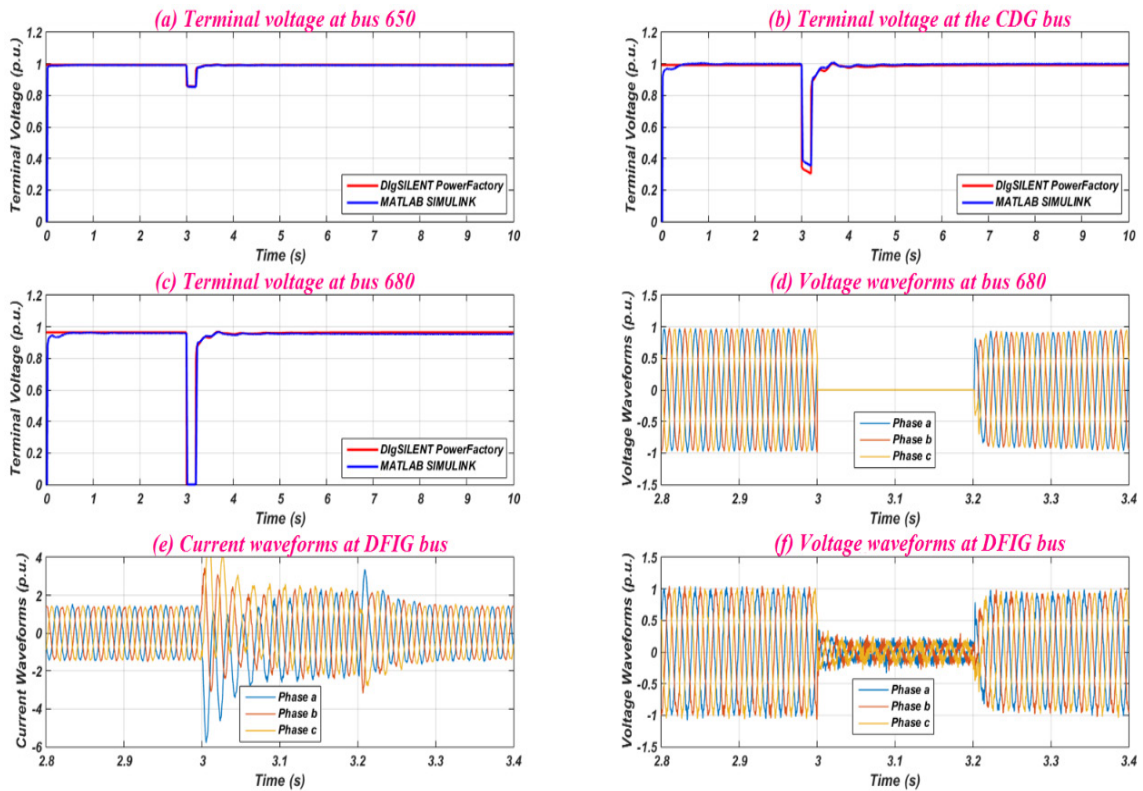 (a) Terminal voltage at bus 650
Terminal Voltage (p.u.)
1.2
1
0.8
0.6
0.4
0.2
0
DIgSILENT PowerFactory
MATLAB SIMULINK
0 1 2 3 4 5 6 7 8 9 10
Time (s)
(b) Terminal voltage at the CDG bus
Terminal Voltage (p.u.)
1.2
1
0.8
0.6
0.4
0.2
0
DIgSILENT PowerFactory
MATLAB SIMULINK
0 1 2 3 4 5 6 7 8 9 10
Time (s)
(c) Terminal voltage at bus 680
Terminal Voltage (p.u.)
1.2
1
0.8
0.6
0.4
0.2
0
DIgSILENT PowerFactory
MATLAB SIMULINK
0 1 2 3 4 5 6 7 8 9 10
Time (s)
(d) Voltage waveforms at bus 680
Voltage Waveforms (p.u.)
1.5
1
0.5
0
-0.5
-1
-1.5
Phase a
Phase b
Phase c
2.8 2.9 3 3.1 3.2 3.3 3.4
Time (s)
(e) Current waveforms at DFIG bus
Current Waveforms (p.u.)
4
2
0
-2
-4
-6
Phase a
Phase b
Phase c
2.8 2.9 3 3.1 3.2 3.3 3.4
Time (s)
(f) Voltage waveforms at DFIG bus
Voltage Waveforms (p.u.)
1.5
1
0.5
0
-0.5
-1
-1.5
Phase a
Phase b
Phase c
2.8 2.9 3 3.1 3.2 3.3 3.4
Time (s)